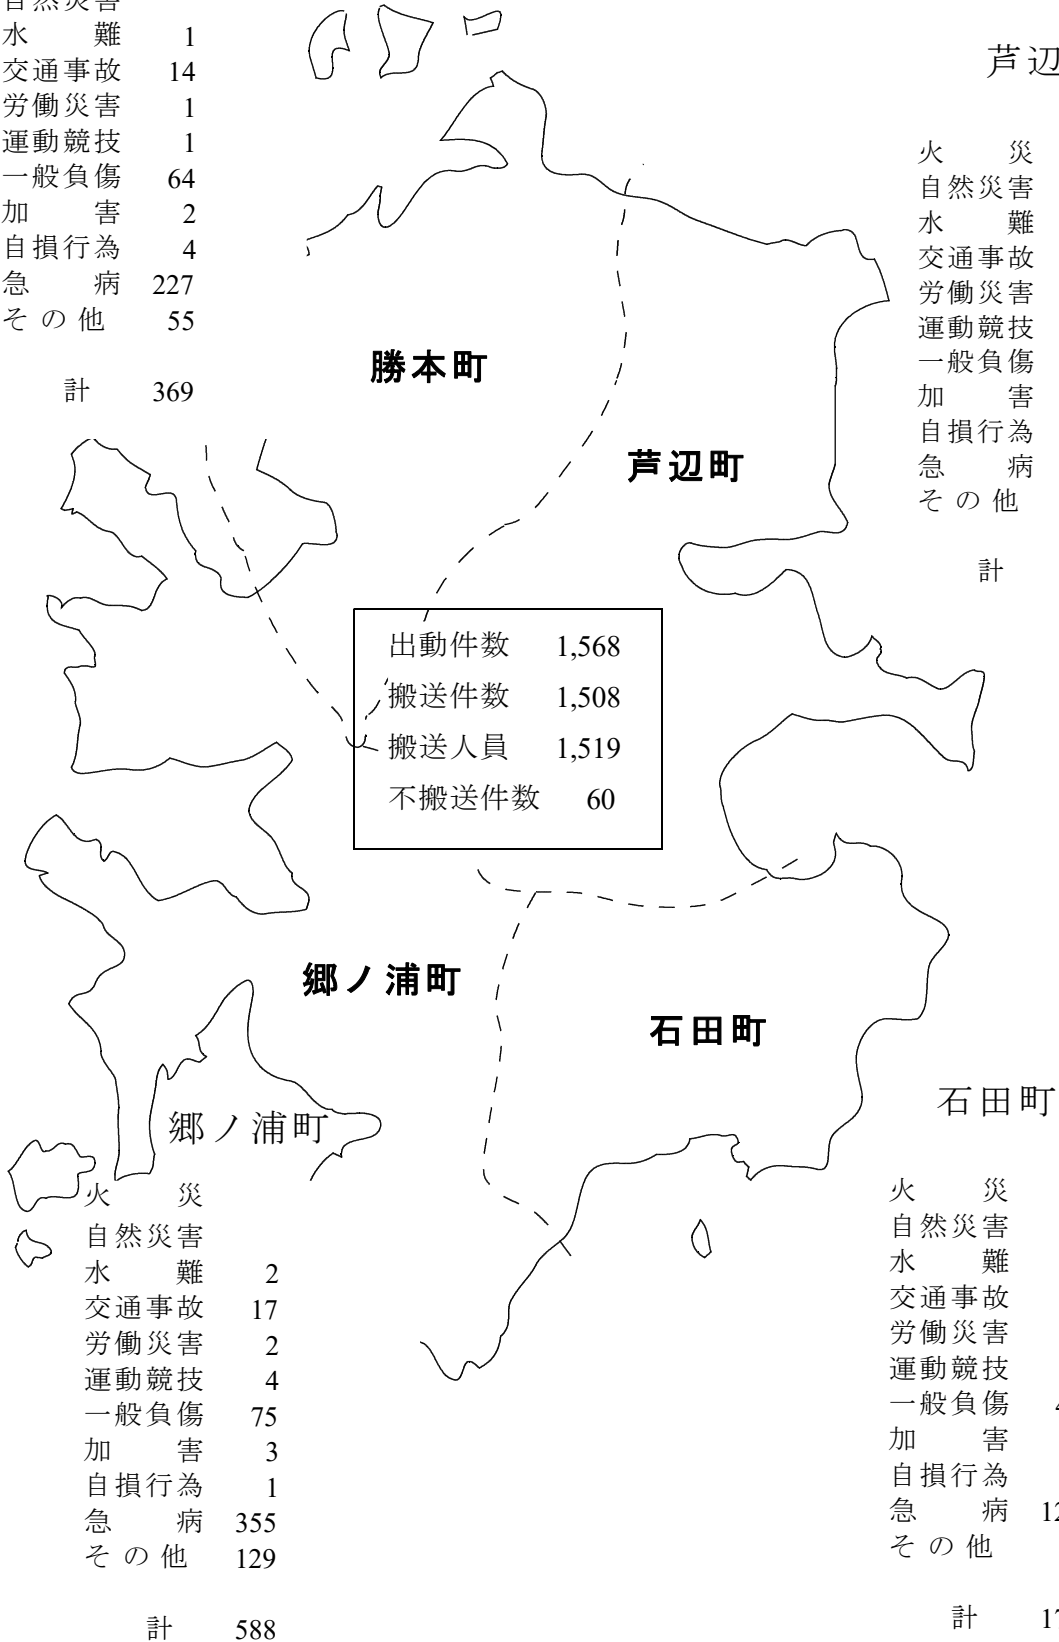 自然災害
水　　難　1
交通事故　14
労働災害　1
運動競技　1
一般負傷　64
加　　害　2
自損行為　4
急　　病　227
その他　55
計　369
芦辺
火　　災
自然災害
水　　難
交通事故
労働災害
運動競技
一般負傷
加　　害
自損行為
急　　病
その他
計
勝本町
芦辺町
出動件数　1,568
搬送件数　1,508
搬送人員　1,519
不搬送件数　60
郷ノ浦町
石田町
郷ノ浦町
火　　災
自然災害
水　　難　2
交通事故　17
労働災害　2
運動競技　4
一般負傷　75
加　　害　3
自損行為　1
急　　病　355
その他　129
計　588
石田町
火　　災
自然災害
水　　難
交通事故
労働災害
運動競技
一般負傷
加　　害
自損行為
急　　病　12
その他
計　17